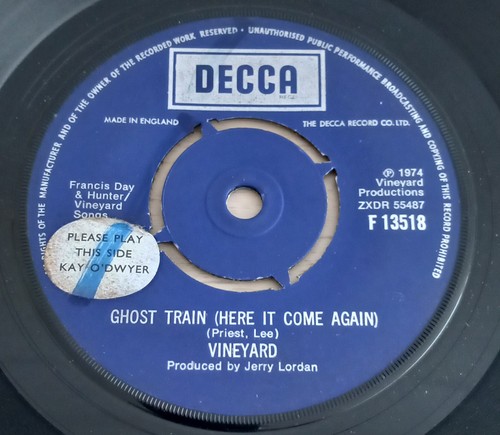 RIGHTS OF THE MANUFACTURER AND OF THE OWNER OF THE RECORDED WORK RESERVED • UNAUTHORISED PUBLIC PERFORMANCE BROADCASTING AND COPYING OF THIS RECORD PROHIBITED
DECCA
MADE IN ENGLAND
THE DECCA RECORD CO. LTD.
Francis Day
& Hunter/
Vineyard
Songs
℗ 1974
Vineyard
Productions
ZXDR 55487
F 13518
PLEASE PLAY
THIS SIDE
KAY O'DWYER
GHOST TRAIN (HERE IT COME AGAIN)
(Priest, Lee)
VINEYARD
Produced by Jerry Lordan